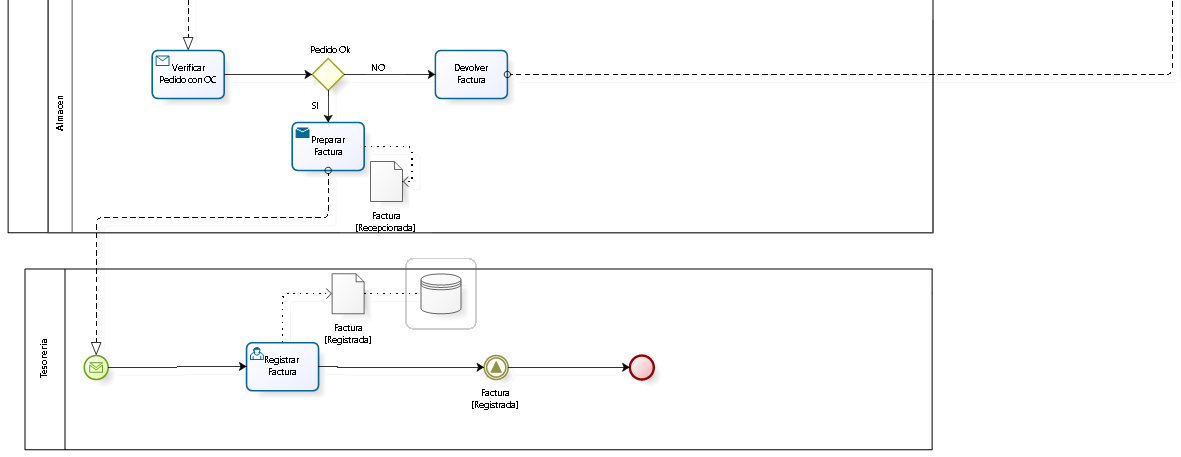 Almacen
Pedido Ok
Verificar
Pedido con OC
NO
Devolver
Factura
SI
Preparar
Factura
Factura
[Recepcionada]
Tesoreria
Factura
[Registrada]
Registrar
Factura
Factura
[Registrada]